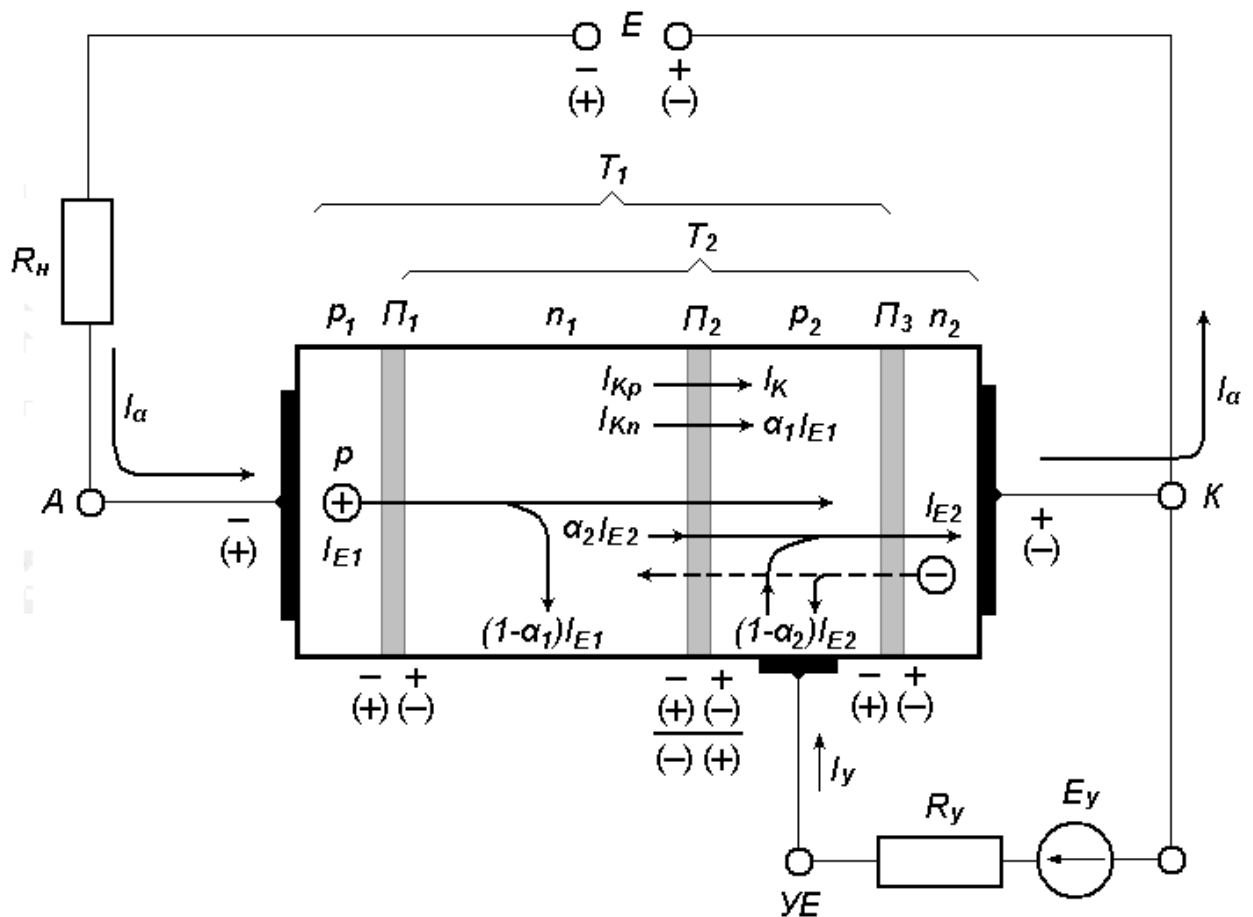 E
− +
(+) (−)
T₁
T₂
Rн
p₁ П₁ n₁ П₂ p₂ П₃ n₂
Iα
IKp IK
Iα
IKn α₁IE1
p
A
+
IE2
K
−
(+)
IE1
α₂IE2
+
(−)
−
(1-α₁)IE1 (1-α₂)IE2
− + − + − +
(+) (−) (+) (−) (+) (−)
(−) (+)
Iy
Ry Ey
УE